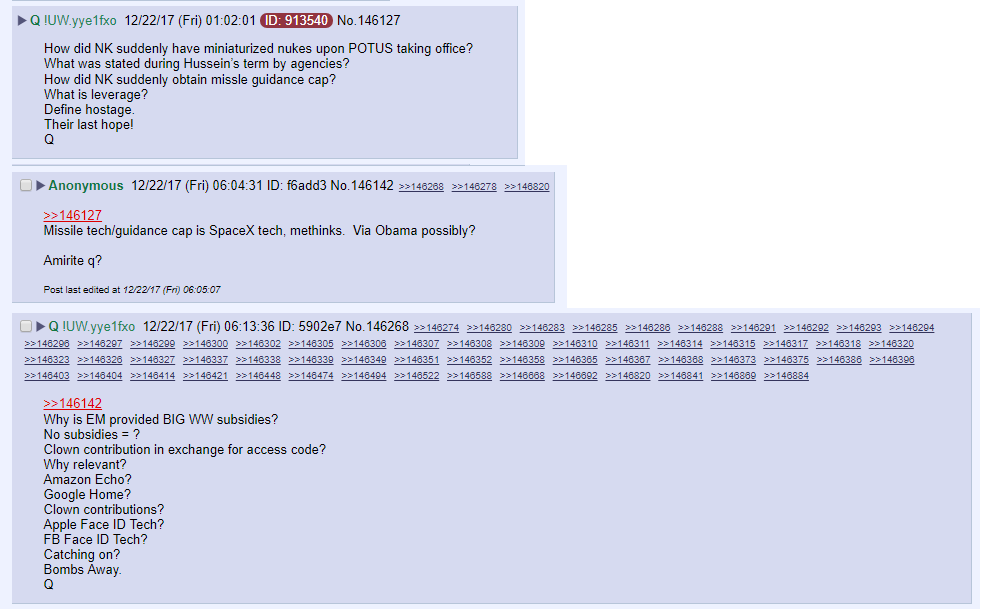 Q !UW.yye1fxo 12/22/17 (Fri) 01:02:01 ID: 913540 No.146127
How did NK suddenly have miniaturized nukes upon POTUS taking office?
What was stated during Hussein's term by agencies?
How did NK suddenly obtain missle guidance cap?
What is leverage?
Define hostage.
Their last hope!
Q
Anonymous 12/22/17 (Fri) 06:04:31 ID: f6add3 No.146142 >>146268 >>146278 >>146820
>>146127
Missile tech/guidance cap is SpaceX tech, methinks. Via Obama possibly?
Amirite q?
Post last edited at 12/22/17 (Fri) 06:05:07
Q !UW.yye1fxo 12/22/17 (Fri) 06:13:36 ID: 5902e7 No.146268 >>146274 >>146280 >>146283 >>146285 >>146286 >>146288 >>146291 >>146292 >>146293 >>146294
>>146296 >>146297 >>146299 >>146300 >>146302 >>146305 >>146306 >>146307 >>146308 >>146309 >>146310 >>146311 >>146314 >>146315 >>146317 >>146318 >>146320
>>146323 >>146326 >>146327 >>146337 >>146338 >>146339 >>146349 >>146351 >>146352 >>146358 >>146365 >>146367 >>146368 >>146373 >>146375 >>146386 >>146396
>>146403 >>146404 >>146414 >>146421 >>146448 >>146474 >>146494 >>146522 >>146588 >>146668 >>146692 >>146820 >>146841 >>146869 >>146884
>>146142
Why is EM provided BIG WW subsidies?
No subsidies = ?
Clown contribution in exchange for access code?
Why relevant?
Amazon Echo?
Google Home?
Clown contributions?
Apple Face ID Tech?
FB Face ID Tech?
Catching on?
Bombs Away.
Q